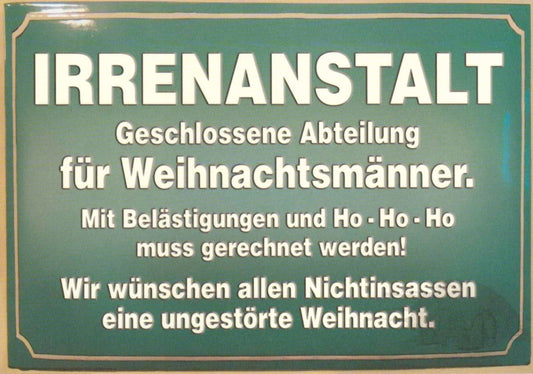 IRRENANSTALT
Geschlossene Abteilung
für Weihnachtsmänner.
Mit Belästigungen und Ho - Ho - Ho
muss gerechnet werden!
Wir wünschen allen Nichtinsassen
eine ungestörte Weihnacht.